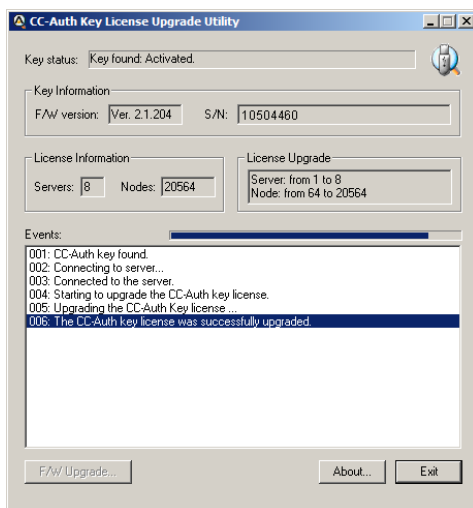 CC-Auth Key License Upgrade Utility
Key status: Key found: Activated.
Key Information
F/W version: Ver. 2.1.204 S/N: 10504460
License Information
Servers: 8 Nodes: 20564
License Upgrade
Server: from 1 to 8
Node: from 64 to 20564
Events:
001: CC-Auth key found.
002: Connecting to server...
003: Connected to the server.
004: Starting to upgrade the CC-Auth key license.
005: Upgrading the CC-Auth Key license ...
006: The CC-Auth key license was successfully upgraded.
F/W Upgrade... About... Exit